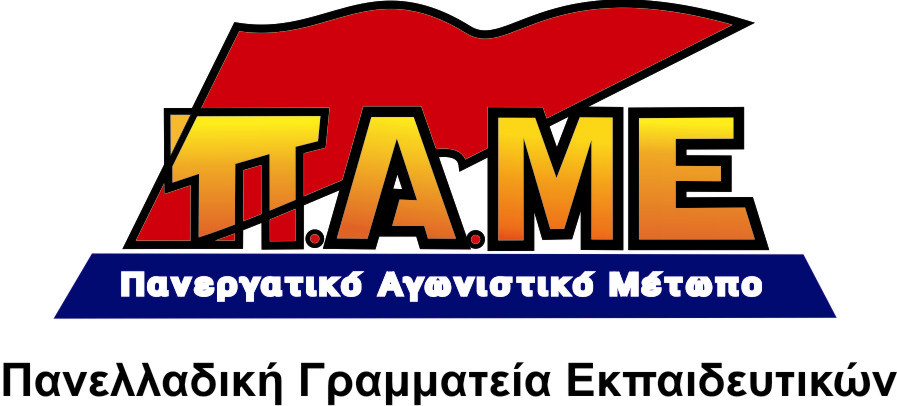 Π.Α.ΜΕ
Πανεργατικό Αγωνιστικό Μέτωπο
Πανελλαδική Γραμματεία Εκπαιδευτικών